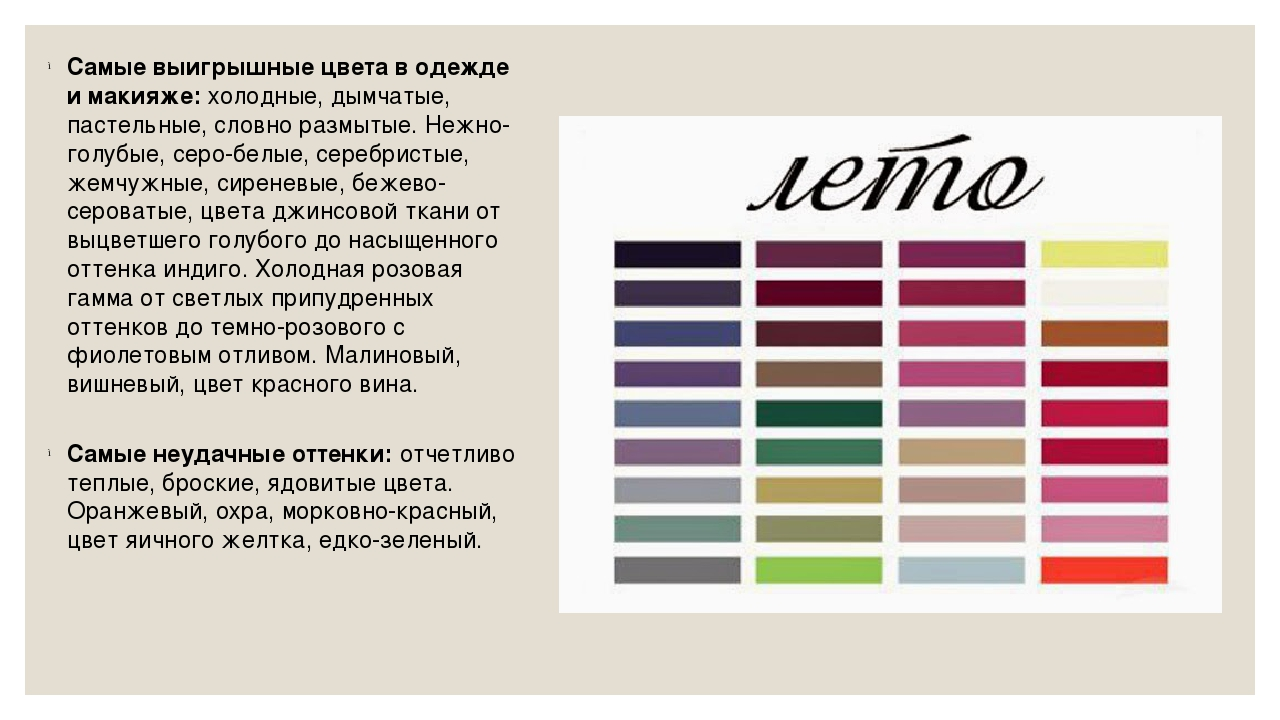 Самые выигрышные цвета в одежде
и макияже: холодные, дымчатые,
пастельные, словно размытые. Нежно-
голубые, серо-белые, серебристые,
жемчужные, сиреневые, бежево-
сероватые, цвета джинсовой ткани от
выцветшего голубого до насыщенного
оттенка индиго. Холодная розовая
гамма от светлых припудренных
оттенков до темно-розового с
фиолетовым отливом. Малиновый,
вишневый, цвет красного вина.
Самые неудачные оттенки: отчетливо
теплые, броские, ядовитые цвета.
Оранжевый, охра, морковно-красный,
цвет яичного желтка, едко-зеленый.
лето